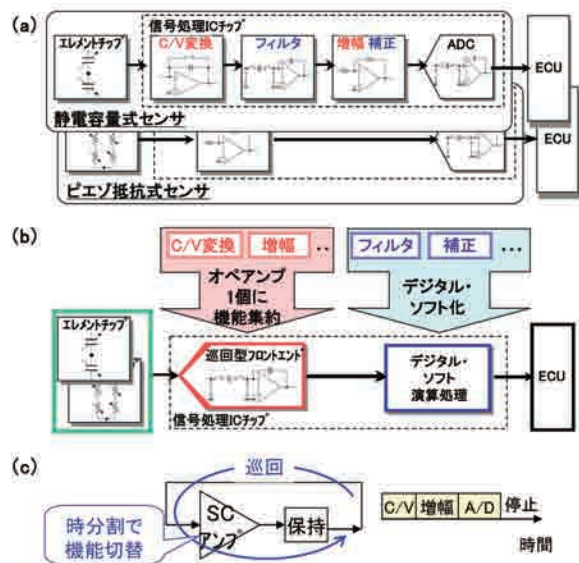 (a)
信号処理ICチップ
エレメントチップ
C/V変換
フィルタ
増幅 補正
ADC
ECU
静電容量式センサ
ECU
ピエゾ抵抗式センサ
(b)
C/V変換
増幅
‥
フィルタ
補正
…
オペアンプ
1個に
機能集約
デジタル・
ソフト化
エレメントチップ
巡回型フロントエンド
デジタル・
ソフト
演算処理
ECU
信号処理ICチップ
(c)
巡回
SC
アンプ
保持
時分割で
機能切替
C/V 増幅 A/D 停止
時間